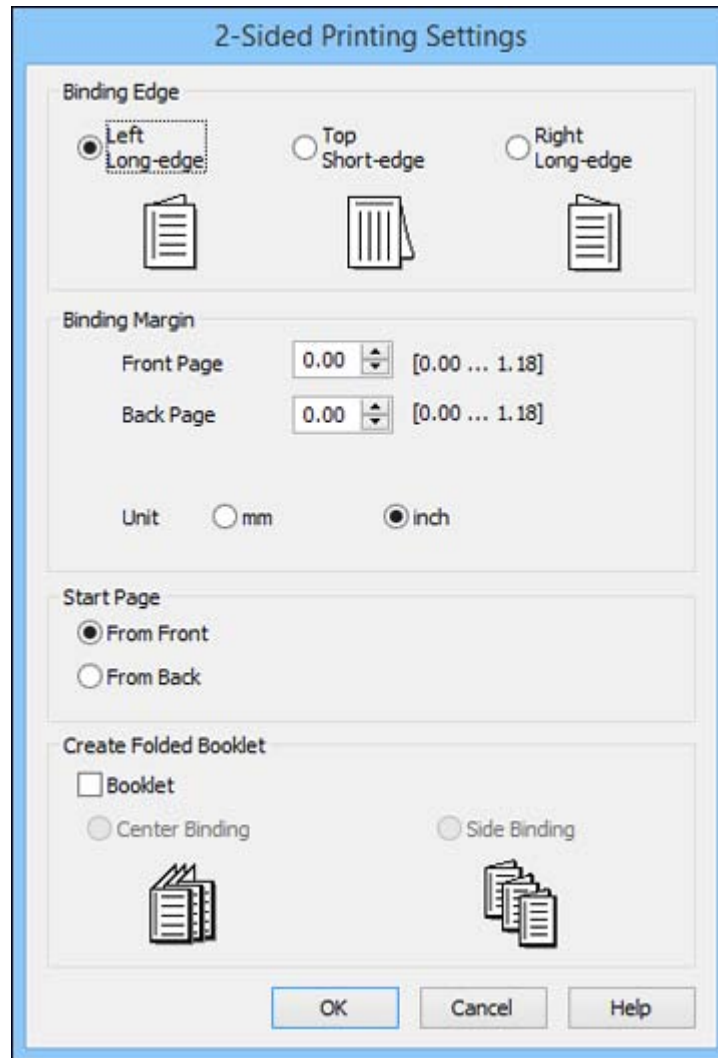 2-Sided Printing Settings
Binding Edge
Left
Long-edge
Top
Short-edge
Right
Long-edge
Binding Margin
Front Page 0.00 [0.00 ... 1.18]
Back Page 0.00 [0.00 ... 1.18]
Unit mm inch
Start Page
From Front
From Back
Create Folded Booklet
Booklet
Center Binding Side Binding
OK Cancel Help